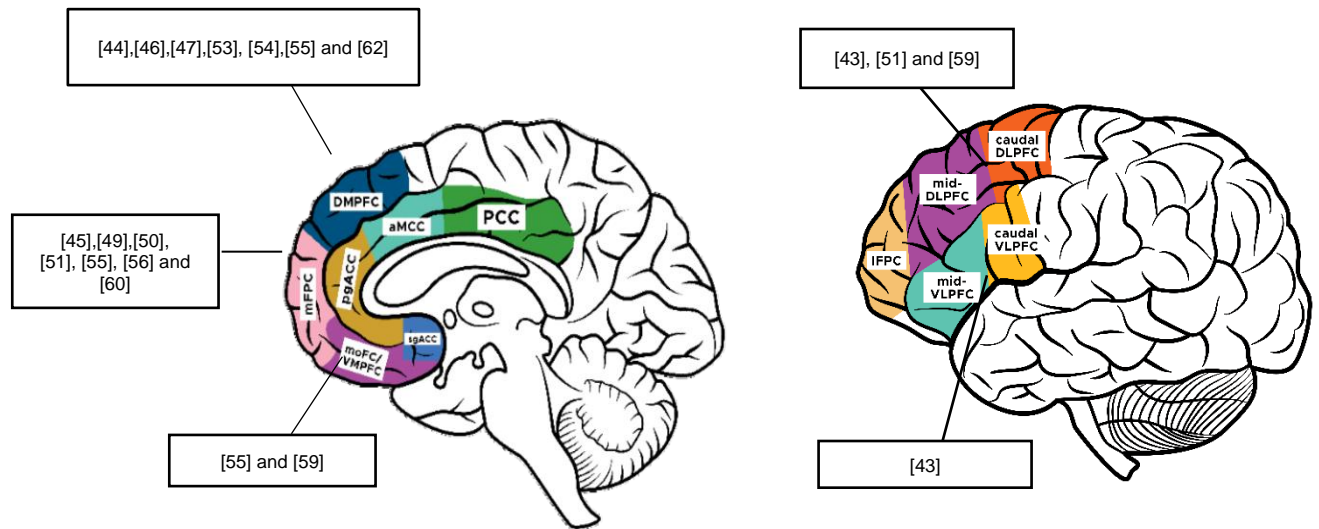 [44],[46],[47],[53], [54],[55] and [62]
[43], [51] and [59]
caudal
DLPFC
DMPFC
mid-
DLPFC
PCC
aMCC
[45],[49],[50],
[51], [55], [56] and
[60]
caudal
VLPFC
lFPC
pgACC
mFPC
mid-
VLPFC
sgACC
moFC/
VMPFC
[55] and [59]
[43]